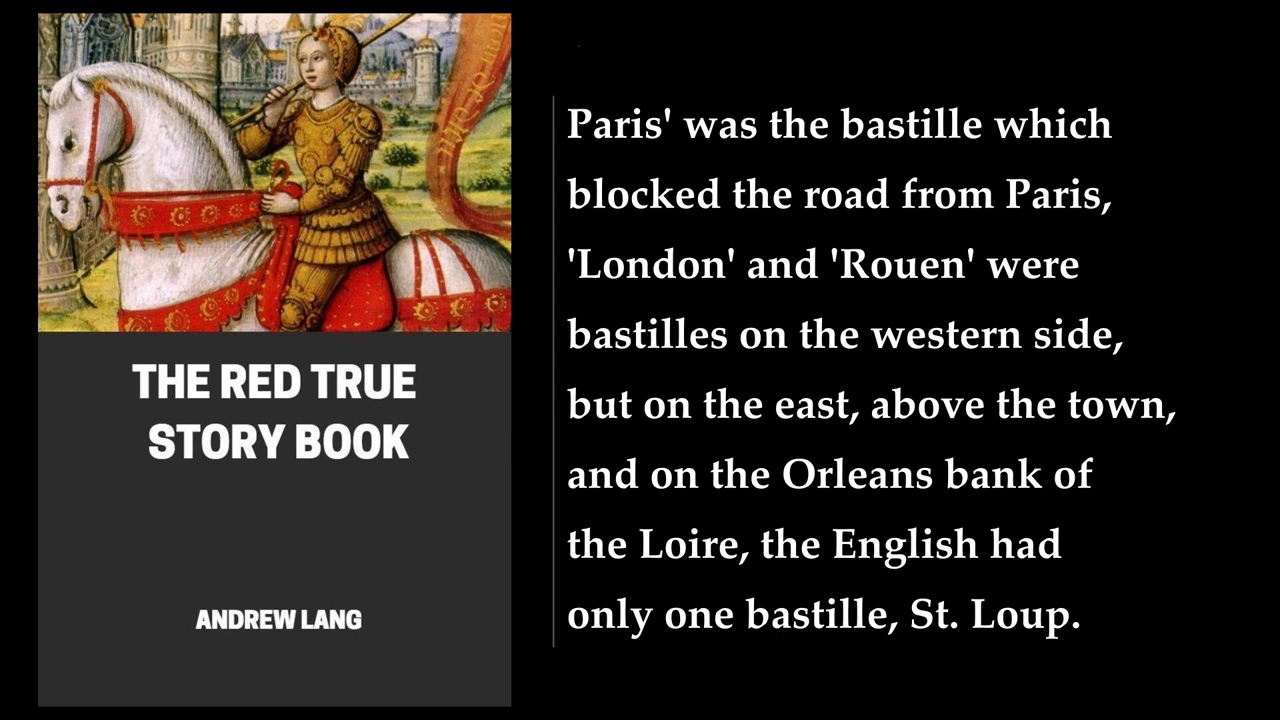 THE RED TRUE
STORY BOOK
ANDREW LANG
Paris' was the bastille which
blocked the road from Paris,
'London' and 'Rouen' were
bastilles on the western side,
but on the east, above the town,
and on the Orleans bank of
the Loire, the English had
only one bastille, St. Loup.